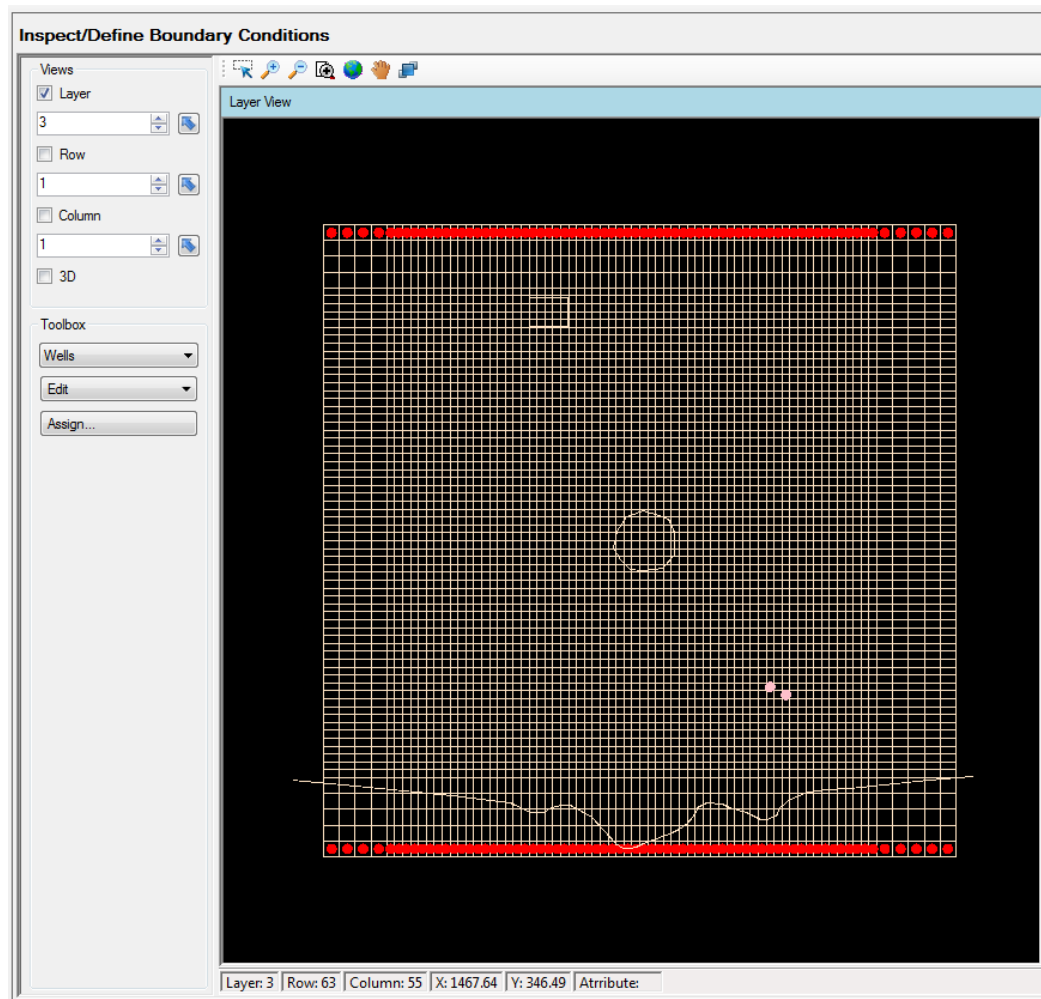 Inspect/Define Boundary Conditions
Views
Layer
3
Row
1
Column
1
3D
Toolbox
Wells
Edit
Assign...
Layer View
Layer: 3 Row: 63 Column: 55 X: 1467.64 Y: 346.49 Atrribute: